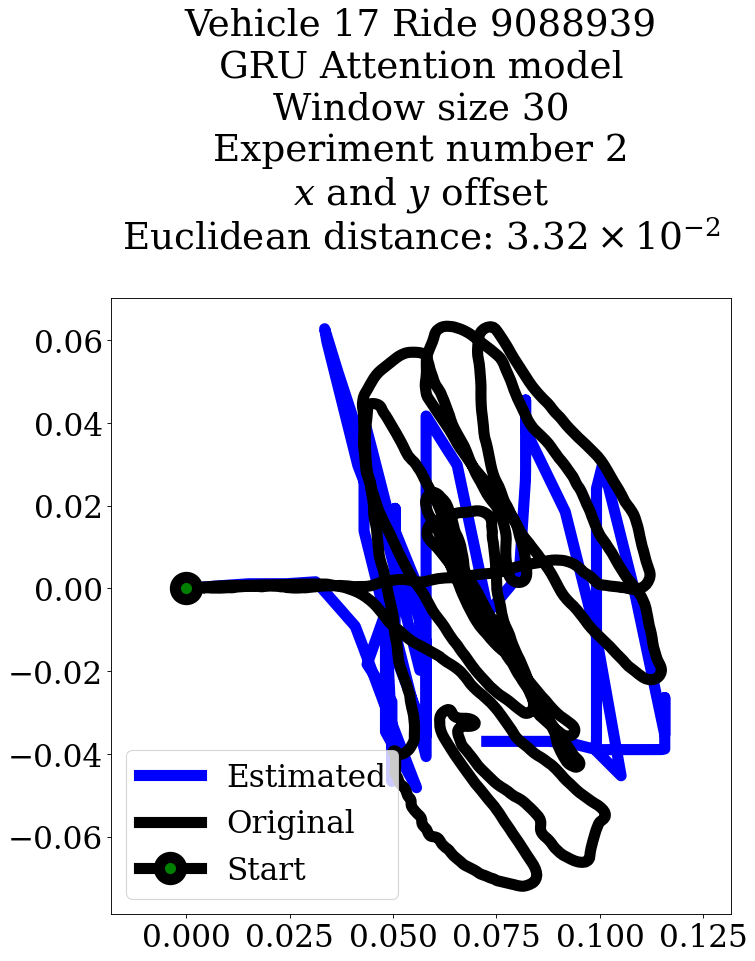 Vehicle 17 Ride 9088939
GRU Attention model
Window size 30
Experiment number 2
x and y offset
Euclidean distance: 3.32 × 10⁻²
0.06
0.04
0.02
0.00
−0.02
−0.04
−0.06
Estimated
Original
Start
0.000 0.025 0.050 0.075 0.100 0.125